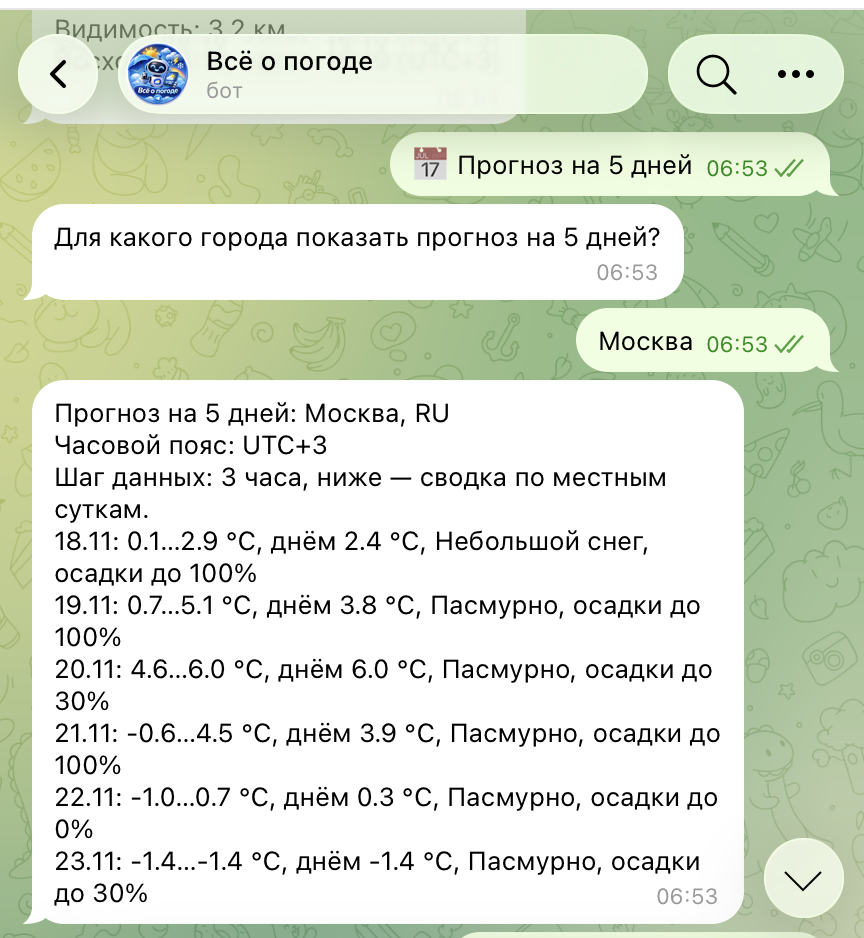 Видимость: 3.2 км
Всё о погоде
бот
Всё о погоде
JUL
17
Прогноз на 5 дней 06:53
Для какого города показать прогноз на 5 дней?
06:53
Москва 06:53
Прогноз на 5 дней: Москва, RU
Часовой пояс: UTC+3
Шаг данных: 3 часа, ниже — сводка по местным
суткам.
18.11: 0.1…2.9 °C, днём 2.4 °C, Небольшой снег,
осадки до 100%
19.11: 0.7…5.1 °C, днём 3.8 °C, Пасмурно, осадки до
100%
20.11: 4.6…6.0 °C, днём 6.0 °C, Пасмурно, осадки до
30%
21.11: -0.6…4.5 °C, днём 3.9 °C, Пасмурно, осадки до
100%
22.11: -1.0…0.7 °C, днём 0.3 °C, Пасмурно, осадки до
0%
23.11: -1.4…-1.4 °C, днём -1.4 °C, Пасмурно, осадки
до 30%
06:53